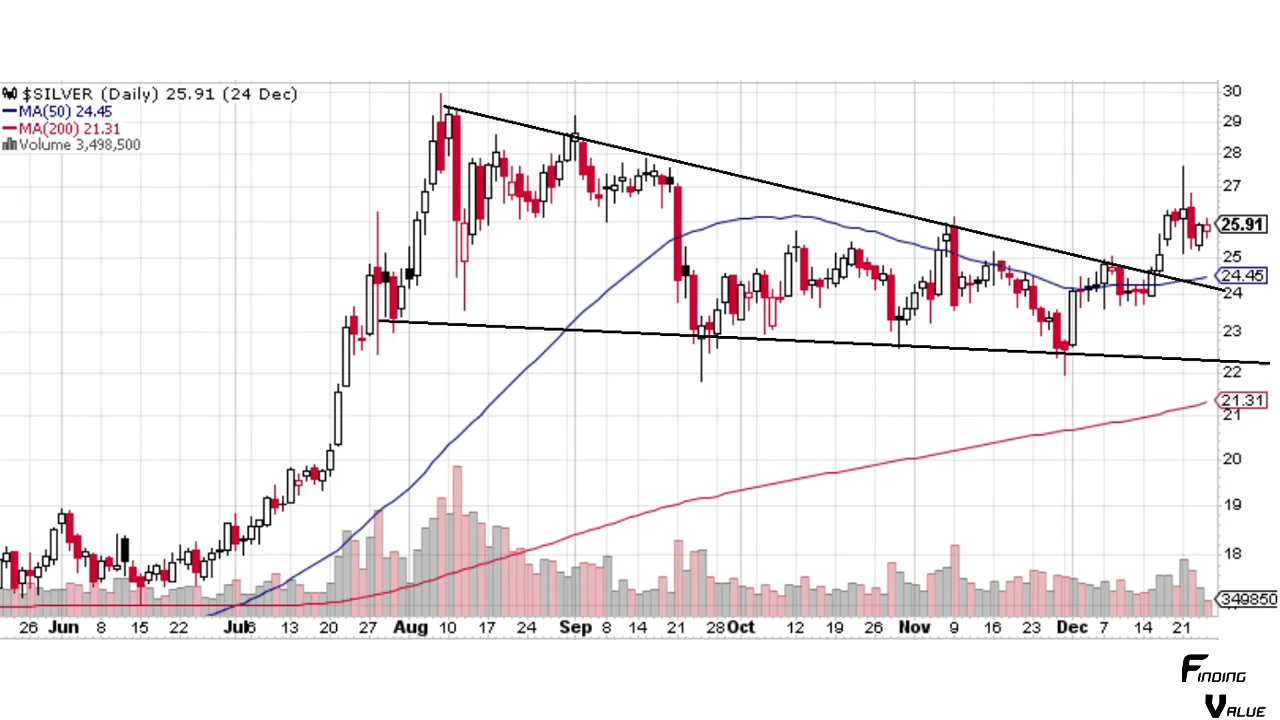 $SILVER (Daily) 25.91 (24 Dec)
MA(50) 24.45
MA(200) 21.31
Volume 3,498,500
30
29
28
27
25.91
25
24.45
24
23
22
21.31
21
20
19
18
349850
26 Jun 8 15 22 Jul 6 13 20 27 Aug 10 17 24 Sep 8 14 21 28 Oct 12 19 26 Nov 9 16 23 Dec 7 14 21
Finding
Value